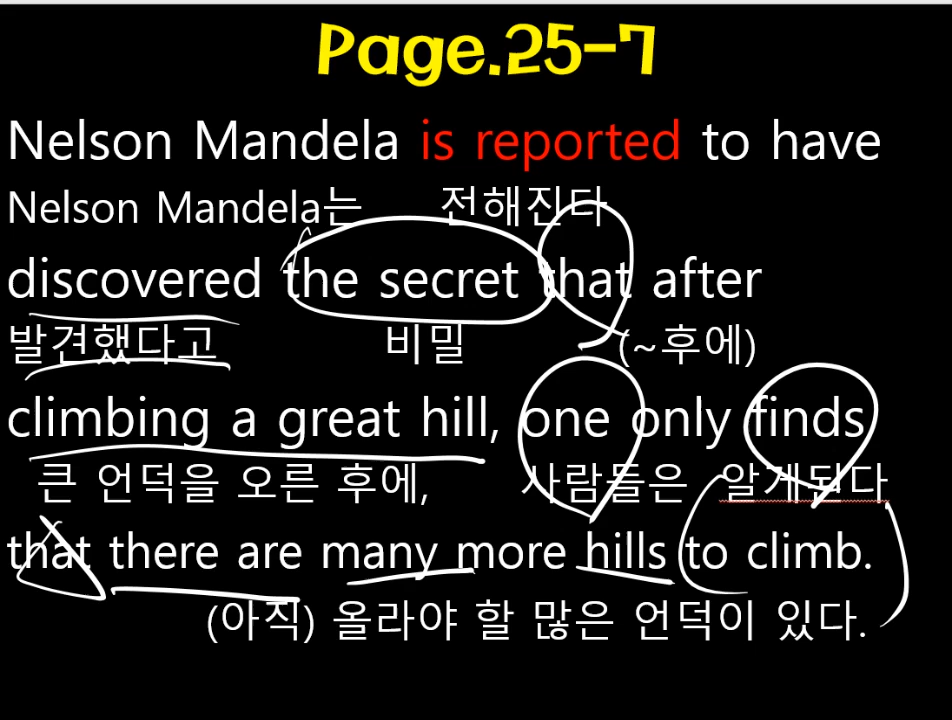 Page.25-7
Nelson Mandela is reported to have
Nelson Mandela는 전해진다
discovered the secret that after
발견했다고 비밀 (~후에)
climbing a great hill, one only finds
큰 언덕을 오른 후에, 사람들은 알게된다
that there are many more hills to climb.
(아직) 올라야 할 많은 언덕이 있다.